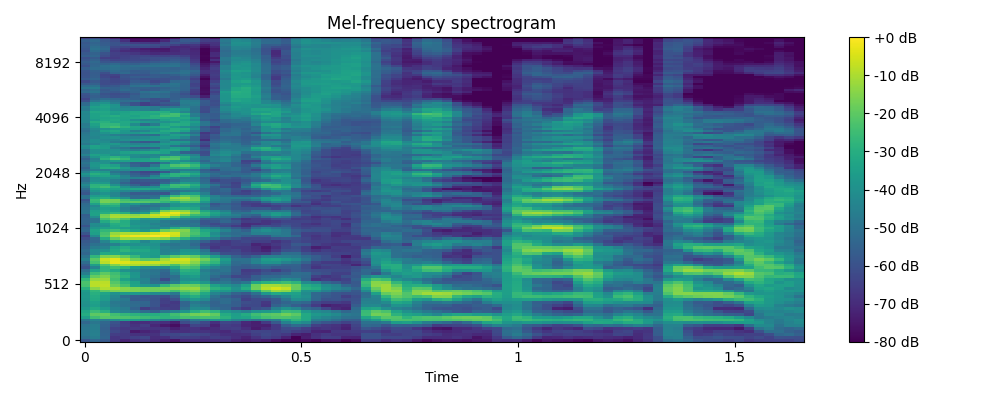 Mel-frequency spectrogram
Hz
8192
4096
2048
1024
512
0
0
0.5
1
1.5
Time
+0 dB
-10 dB
-20 dB
-30 dB
-40 dB
-50 dB
-60 dB
-70 dB
-80 dB